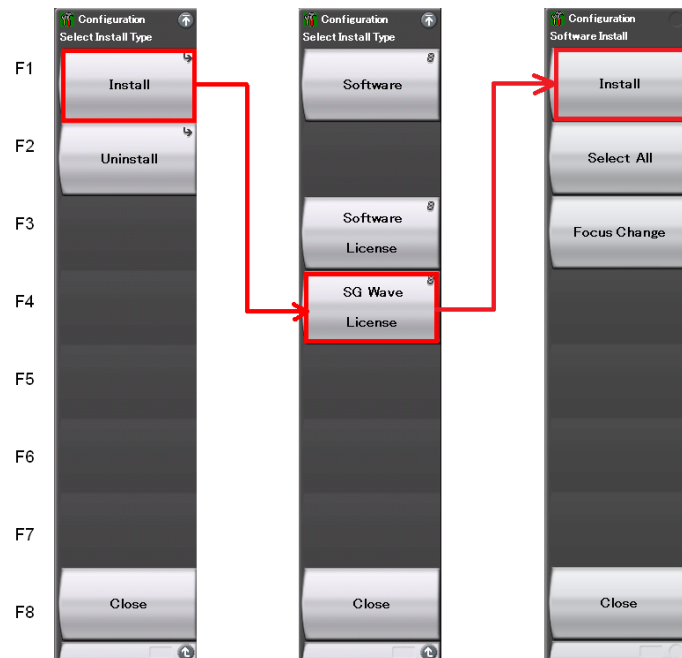 Configuration
Select Install Type
Configuration
Select Install Type
Configuration
Software Install
F1
Install
Software
Install
F2
Uninstall
Select All
F3
Software
License
Focus Change
F4
SG Wave
License
F5
F6
F7
F8
Close
Close
Close